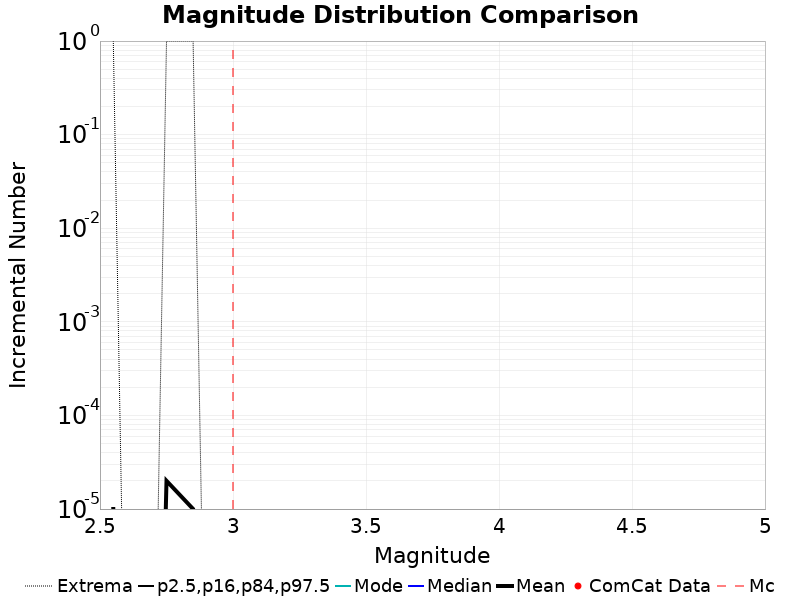 Magnitude Distribution Comparison
Incremental Number
10^0
10^-1
10^-2
10^-3
10^-4
10^-5
2.5 3 3.5 4 4.5 5
Magnitude
Extrema p2.5,p16,p84,p97.5 Mode Median Mean ComCat Data Mc